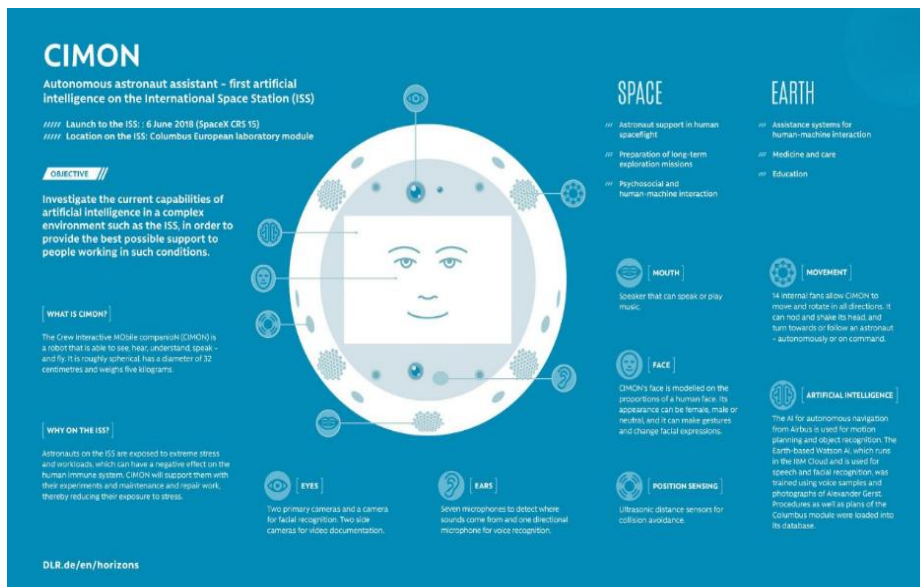 CIMON
Autonomous astronaut assistant – first artificial
intelligence on the International Space Station (ISS)
///// Launch to the ISS: : 6 June 2018 (SpaceX CRS 15)
///// Location on the ISS: Columbus European laboratory module
OBJECTIVE //
Investigate the current capabilities of
artificial intelligence in a complex
environment such as the ISS, in order to
provide the best possible support to
people working in such conditions.
[WHAT IS CIMON?]
The Crew Interactive MObile companioN (CIMON) is
a robot that is able to see, hear, understand, speak –
and fly. It is roughly spherical, has a diameter of 32
centimetres and weighs five kilograms.
[WHY ON THE ISS?]
Astronauts on the ISS are exposed to extreme stress
and workloads, which can have a negative effect on the
human immune system. CIMON will support them with
their experiments and maintenance and repair work,
thereby reducing their exposure to stress.
DLR.de/en/horizons
[EYES]
Two primary cameras and a camera
for facial recognition. Two side
cameras for video documentation.
[EARS]
Seven microphones to detect where
sounds come from and one directional
microphone for voice recognition.
SPACE
/// Astronaut support in human
spaceflight
/// Preparation of long-term
exploration missions
/// Psychosocial and
human-machine interaction
EARTH
/// Assistance systems for
human-machine interaction
/// Medicine and care
/// Education
[MOUTH]
Speaker that can speak or play
music.
[FACE]
CIMON's face is modelled on the
proportions of a human face. Its
appearance can be female, male or
neutral, and it can make gestures
and change facial expressions.
[POSITION SENSING]
Ultrasonic distance sensors for
collision avoidance.
[MOVEMENT]
14 internal fans allow CIMON to
move and rotate in all directions. It
can nod and shake its head, and
turn towards or follow an astronaut
– autonomously or on command.
[ARTIFICIAL INTELLIGENCE]
The AI for autonomous navigation
from Airbus is used for motion
planning and object recognition. The
Earth-based Watson AI, which runs
in the IBM Cloud and is used for
speech and facial recognition, was
trained using voice samples and
photographs of Alexander Gerst.
Procedures as well as plans of the
Columbus module were loaded into
its database.